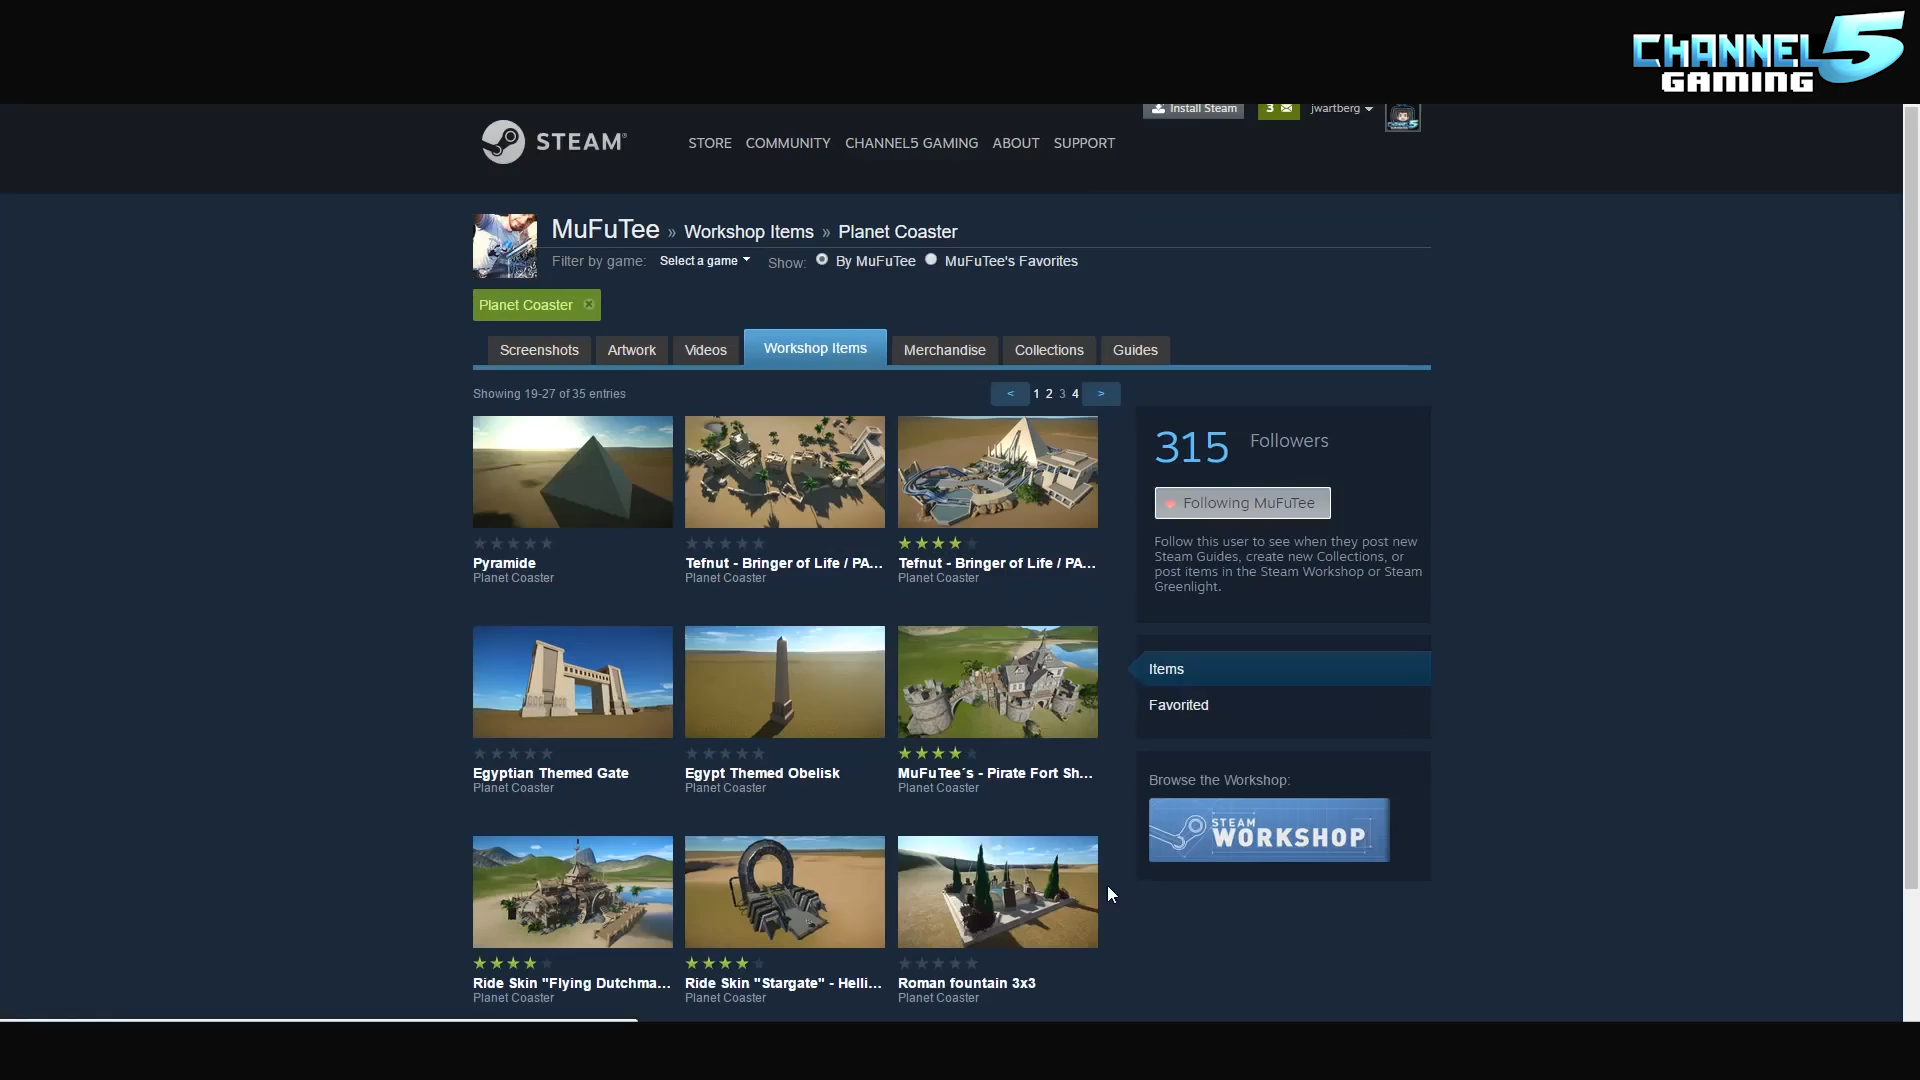 CHANNEL 5
GAMING
Install Steam
3
jwartberg
STEAM®
STORE COMMUNITY CHANNEL5 GAMING ABOUT SUPPORT
MuFuTee » Workshop Items » Planet Coaster
Filter by game: Select a game Show: By MuFuTee MuFuTee's Favorites
Planet Coaster
Screenshots Artwork Videos Workshop Items Merchandise Collections Guides
Showing 19-27 of 35 entries
< 1 2 3 4 >
315 Followers
Following MuFuTee
Follow this user to see when they post new
Steam Guides, create new Collections, or
post items in the Steam Workshop or Steam
Greenlight.
Pyramide
Planet Coaster
Tefnut - Bringer of Life / PA...
Planet Coaster
Tefnut - Bringer of Life / PA...
Planet Coaster
Items
Favorited
Egyptian Themed Gate
Planet Coaster
Egypt Themed Obelisk
Planet Coaster
MuFuTee´s - Pirate Fort Sh...
Planet Coaster
Browse the Workshop:
STEAM
WORKSHOP
Ride Skin "Flying Dutchma...
Planet Coaster
Ride Skin "Stargate" - Helli...
Planet Coaster
Roman fountain 3x3
Planet Coaster